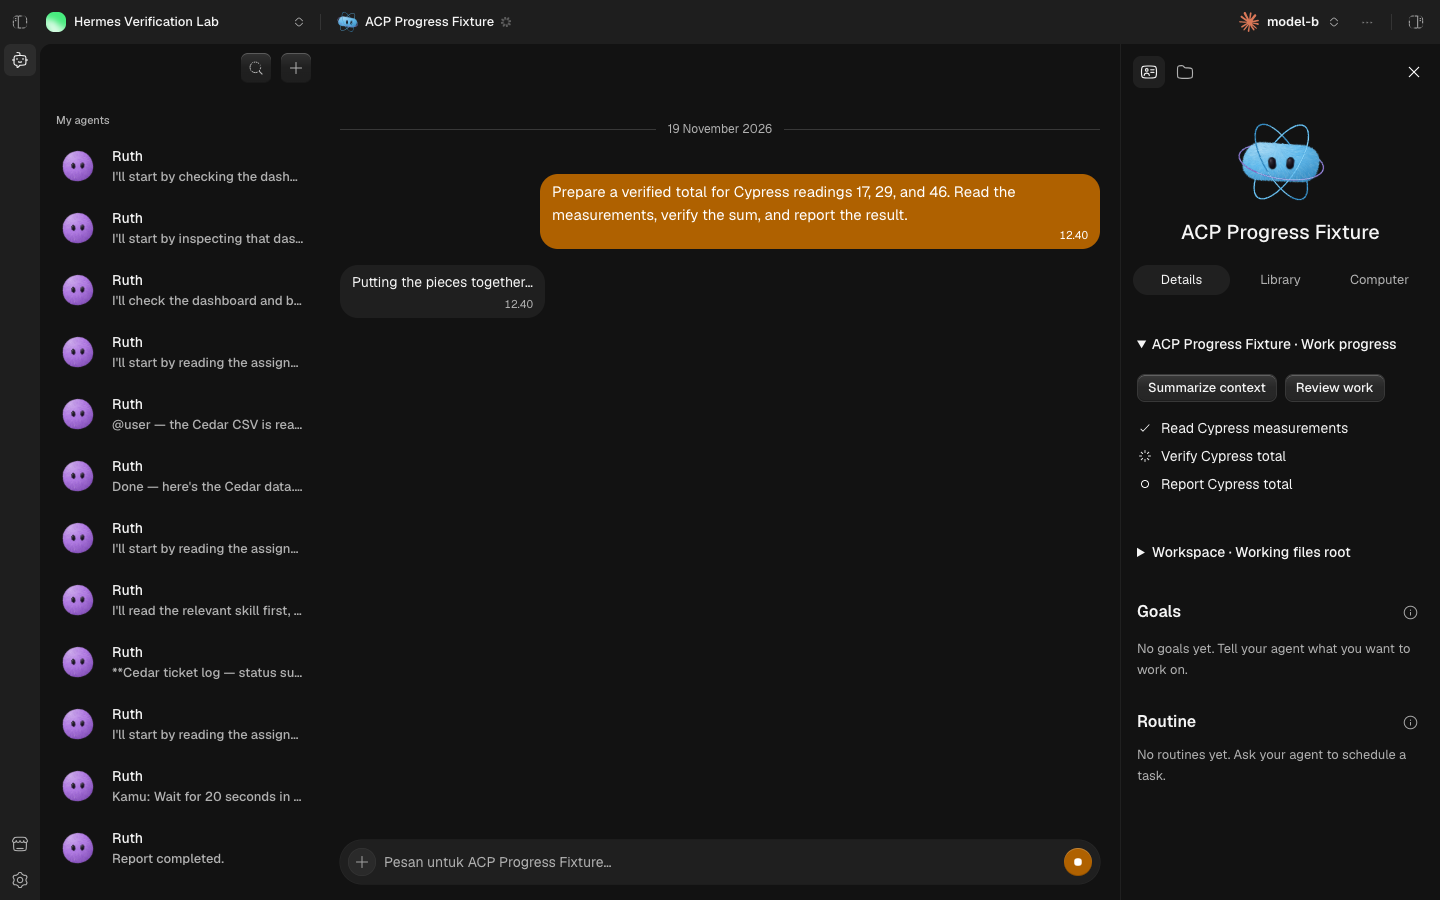 Hermes Verification Lab
ACP Progress Fixture
model-b
My agents
Ruth
I'll start by checking the dash...
Ruth
I'll start by inspecting that das...
Ruth
I'll check the dashboard and b...
Ruth
I'll start by reading the assign...
Ruth
@user — the Cedar CSV is rea...
Ruth
Done — here's the Cedar data....
Ruth
I'll start by reading the assign...
Ruth
I'll read the relevant skill first, ...
Ruth
**Cedar ticket log — status su...
Ruth
I'll start by reading the assign...
Ruth
Kamu: Wait for 20 seconds in ...
Ruth
Report completed.
19 November 2026
Prepare a verified total for Cypress readings 17, 29, and 46. Read the
measurements, verify the sum, and report the result.
12.40
Putting the pieces together...
12.40
Pesan untuk ACP Progress Fixture...
ACP Progress Fixture
Details
Library
Computer
ACP Progress Fixture · Work progress
Summarize context
Review work
Read Cypress measurements
Verify Cypress total
Report Cypress total
Workspace · Working files root
Goals
No goals yet. Tell your agent what you want to
work on.
Routine
No routines yet. Ask your agent to schedule a
task.